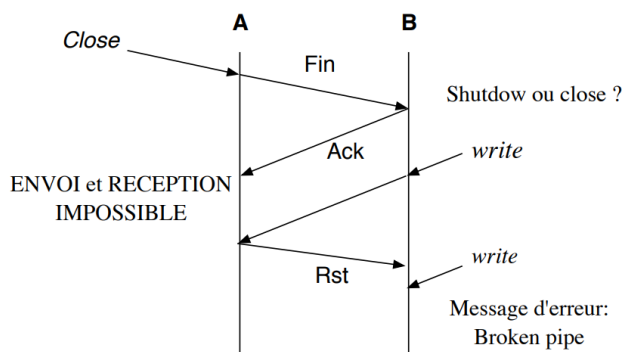 A
B
Close
Fin
Shutdow ou close ?
Ack
write
ENVOI et RECEPTION
IMPOSSIBLE
write
Rst
Message d'erreur:
Broken pipe